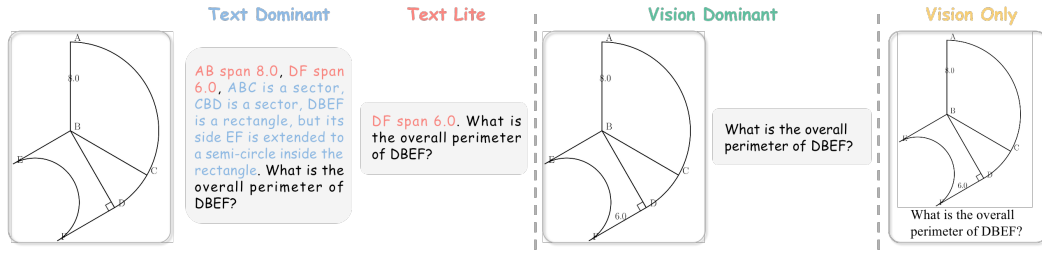 Text Dominant
Text Lite
Vision Dominant
Vision Only
A
8.0
B
E
C
D
F
AB span 8.0, DF span
6.0, ABC is a sector,
CBD is a sector, DBEF
is a rectangle, but its
side EF is extended to
a semi-circle inside the
rectangle. What is the
overall perimeter of
DBEF?
DF span 6.0. What is
the overall perimeter
of DBEF?
A
8.0
B
E
C
D
6.0
F
What is the overall
perimeter of DBEF?
A
8.0
B
E
C
D
6.0
F
What is the overall
perimeter of DBEF?